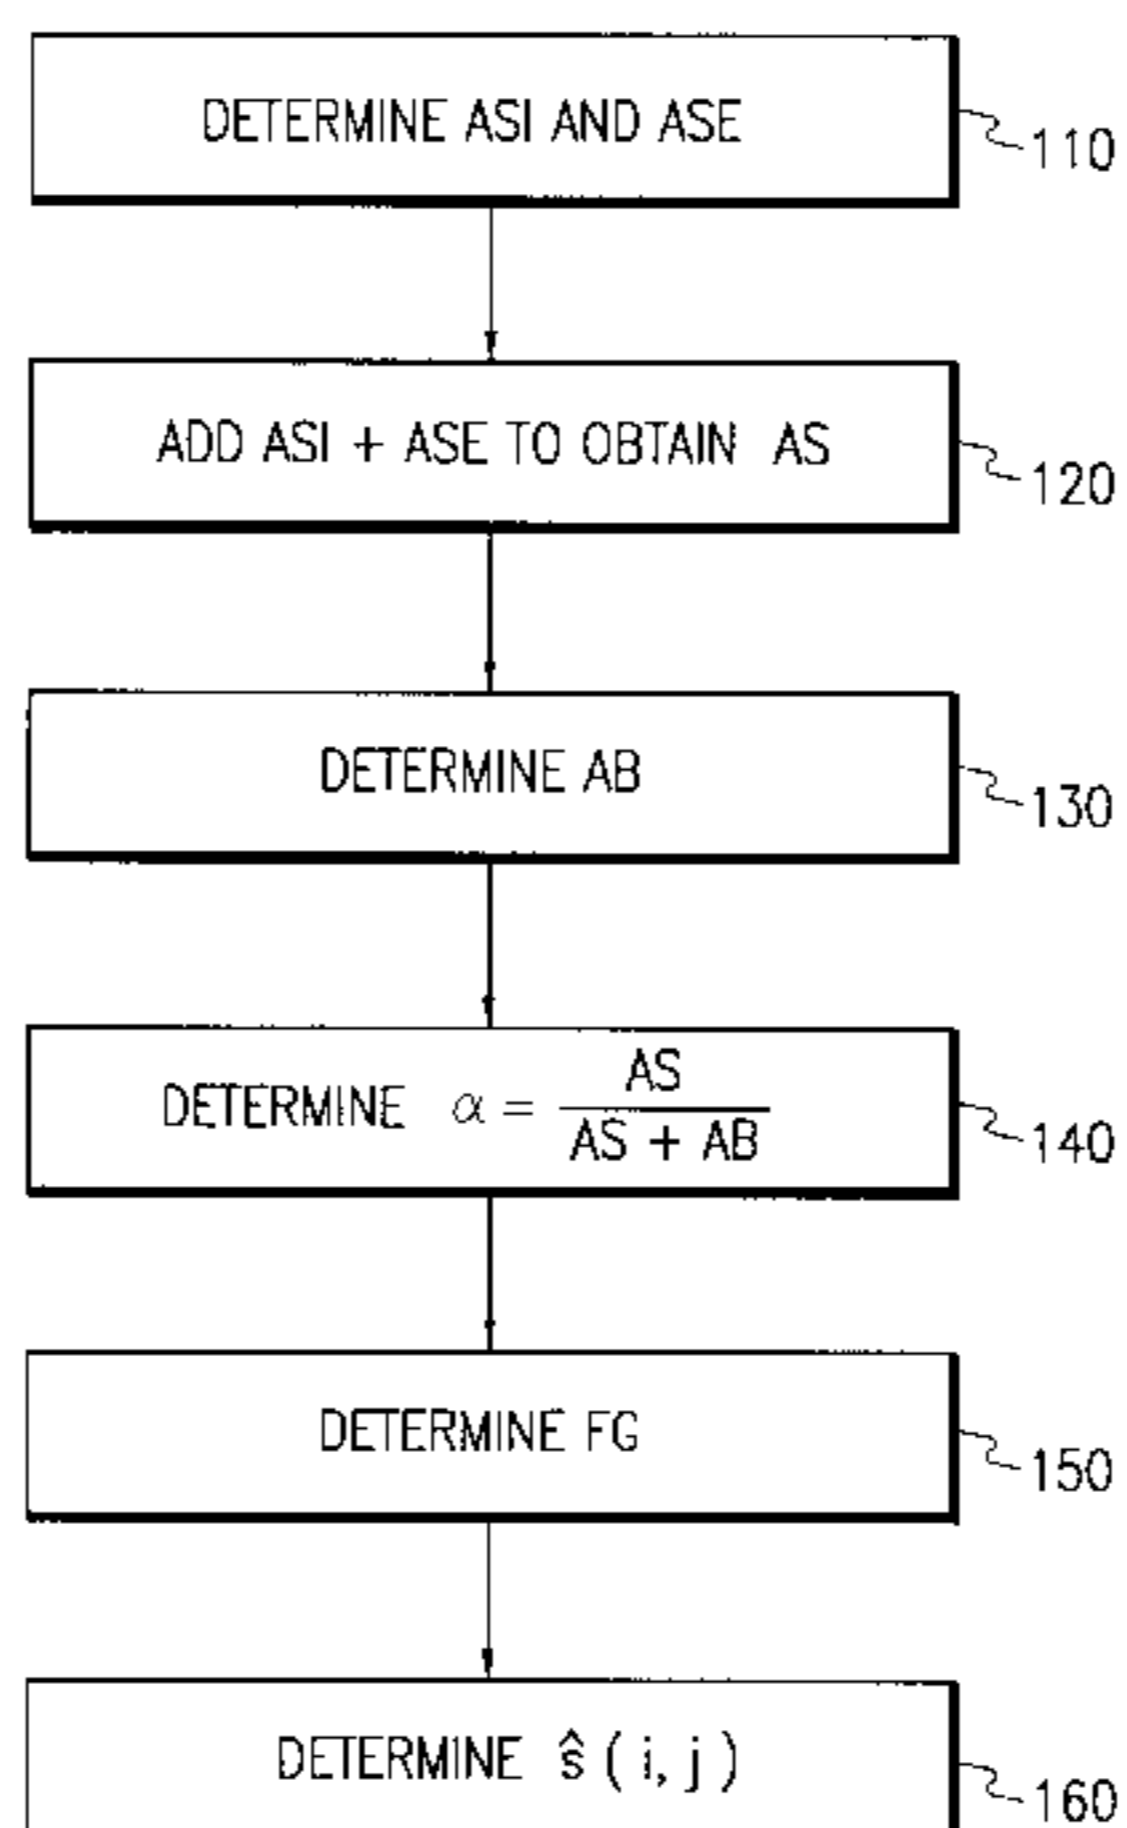 DETERMINE ASI AND ASE
110
ADD ASI + ASE TO OBTAIN AS
120
DETERMINE AB
130
DETERMINE α = AS / AS + AB
140
DETERMINE FG
150
DETERMINE ŝ ( i, j )
160